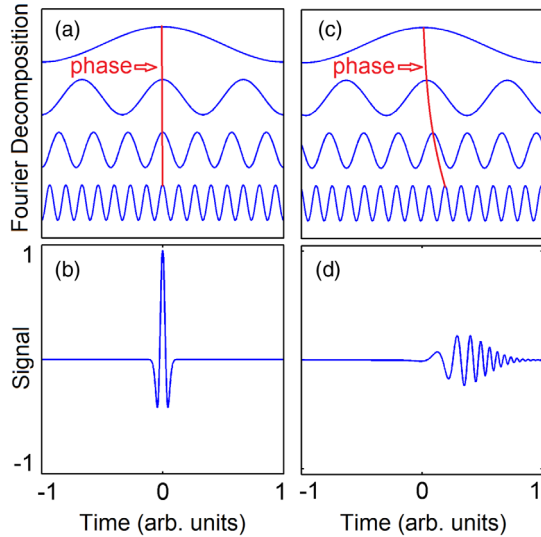 (a)
(c)
phase
phase
Fourier Decomposition
1
(b)
(d)
Signal
-1
-1 0 1 -1 0 1
Time (arb. units) Time (arb. units)